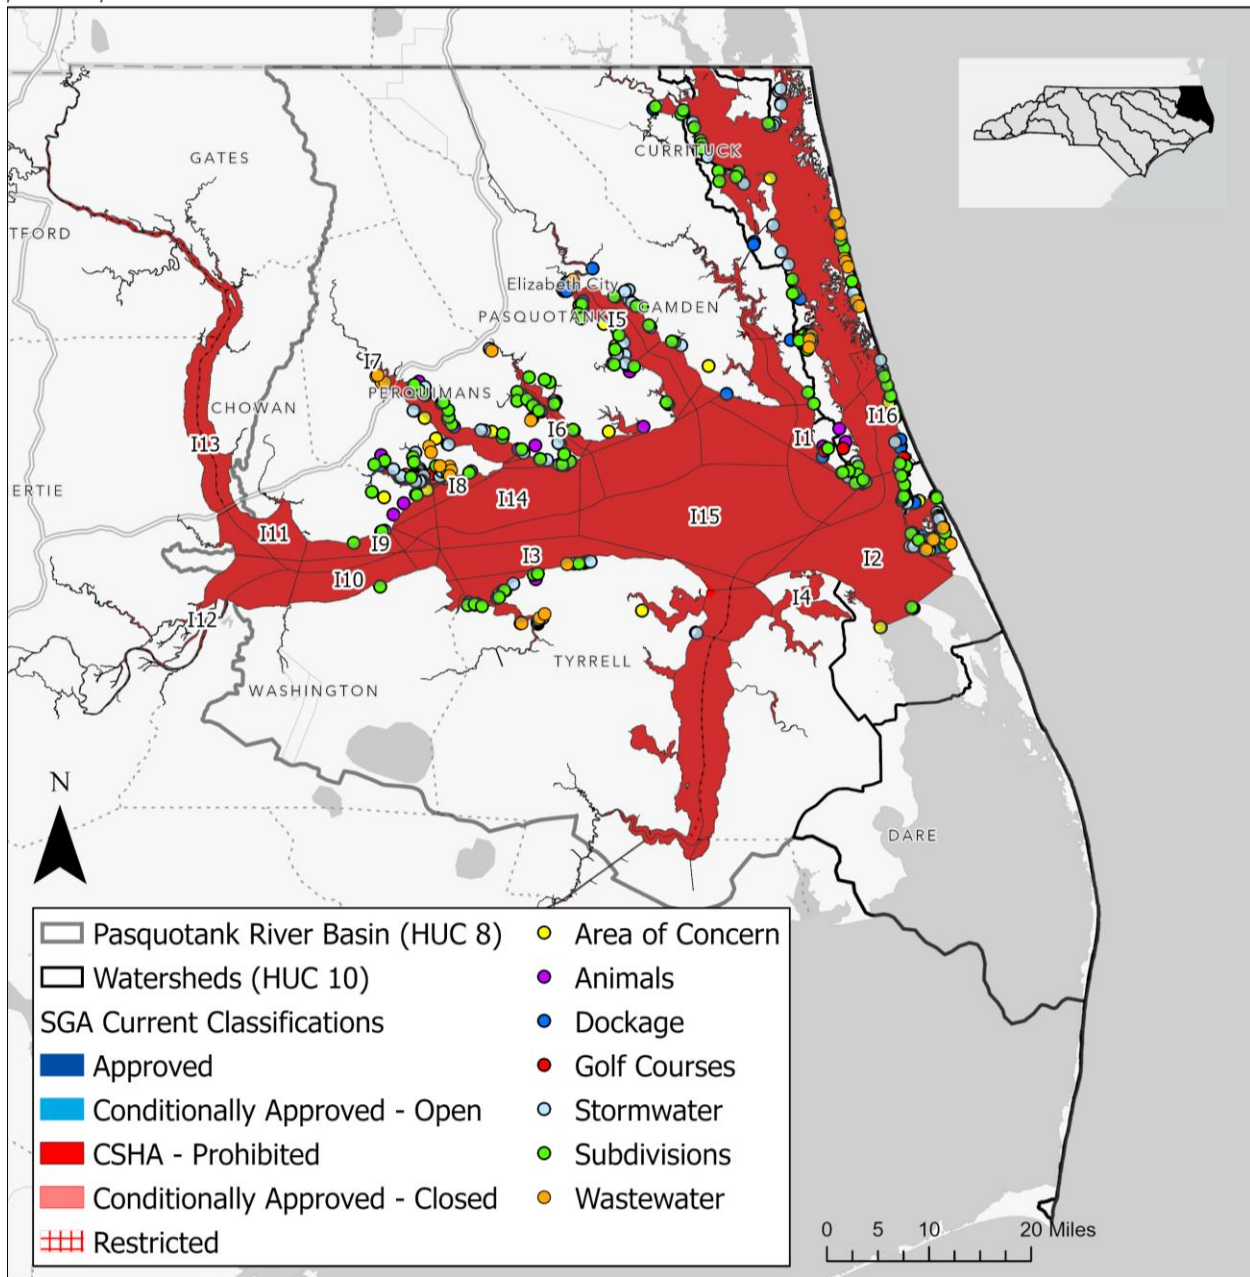 GATES
CURRITUCK
TFORD
Elizabeth City
CAMDEN
PASQUOTANK
I5
I7
PERQUIMANS
CHOWAN
I16
I6
I1
I13
I8
ERTIE
I14
I15
I11
I9
I3
I2
I10
I4
I12
TYRRELL
WASHINGTON
N
DARE
Pasquotank River Basin (HUC 8)
Watersheds (HUC 10)
SGA Current Classifications
Approved
Conditionally Approved - Open
CSHA - Prohibited
Conditionally Approved - Closed
Restricted
Area of Concern
Animals
Dockage
Golf Courses
Stormwater
Subdivisions
Wastewater
0 5 10 20 Miles